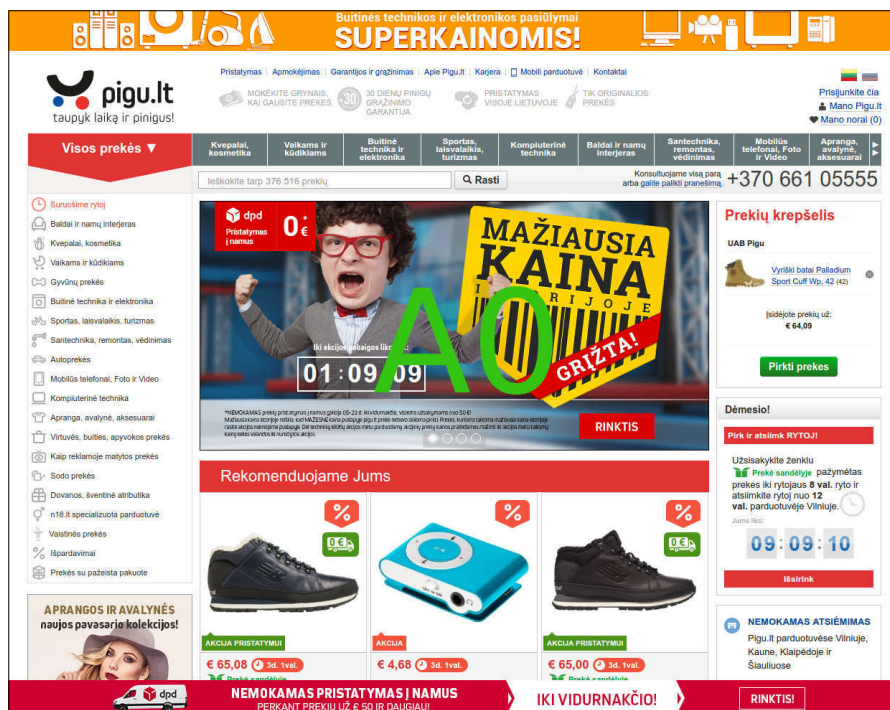 Buitinės technikos ir elektronikos pasiūlymai
SUPERKAINOMIS!
pigu.lt
taupyk laiką ir pinigus!
Pristatymas | Apmokėjimas | Garantijos ir grąžinimas | Apie Pigu.lt | Karjera | Mobili parduotuvė | Kontaktai
MOKĖKITE GRYNAIS,
KAI GAUSITE PREKES
30
30 DIENŲ PINIGŲ
GRĄŽINIMO
GARANTIJA
PRISTATYMAS
VISOJE LIETUVOJE
TIK ORIGINALIOS
PREKĖS
Prisijunkite čia
Mano Pigu.lt
Mano norai (0)
Visos prekės ▼
Kvepalai,
kosmetika
Vaikams ir
kūdikiams
Buitinė
technika ir
elektronika
Sportas,
laisvalaikis,
turizmas
Kompiuterinė
technika
Baldai ir namų
interjeras
Santechnika,
remontas,
vėdinimas
Mobilūs
telefonai, Foto
ir Video
Apranga,
avalynė,
aksesuarai
Ieškokite tarp 376 516 prekių
Rasti
Konsultuojame visą parą
arba galite palikti pranešimą.
+370 661 05555
Suruošime rytoj
Baldai ir namų interjeras
Kvepalai, kosmetika
Vaikams ir kūdikiams
Gyvūnų prekės
Buitinė technika ir elektronika
Sportas, laisvalaikis, turizmas
Santechnika, remontas, vėdinimas
Autoprekės
Mobilūs telefonai, Foto ir Video
Kompiuterinė technika
Apranga, avalynė, aksesuarai
Virtuvės, buities, apyvokos prekės
Kaip reklamoje matytos prekės
Sodo prekės
Dovanos, šventinė atributika
n18.lt specializuota parduotuvė
Vaistinės prekės
Išpardavimai
Prekės su pažeista pakuote
APRANGOS IR AVALYNĖS
naujos pavasario kolekcijos!
dpd
Pristatymas
į namus
0 €*
MAŽIAUSIA
KAINA
GRĮŽTA!
A0
Iki akcijos pabaigos liko
01:09:09
RINKTIS
Rekomenduojame Jums
%
0 €
AKCIJA PRISTATYMUI
€ 65,08 3d. 1val.
Prekė sandėlyje
%
AKCIJA
€ 4,68 3d. 1val.
%
0 €
AKCIJA PRISTATYMUI
€ 65,00 3d. 1val.
Prekė sandėlyje
Prekių krepšelis
UAB Pigu
Vyriški batai Palladium
Sport Cuff Wp, 42 (42)
Įsidėjote prekių už:
€ 64,09
Pirkti prekes
Dėmesio!
Pirk ir atsiimk RYTOJ!
Užsisakykite ženklu
Prekė sandėlyje pažymėtas
prekes iki rytojaus 8 val. ryto ir
atsiimkite rytoj nuo 12
val. parduotuvėje Vilniuje.
Jums liko:
09:09:10
Išsirink
NEMOKAMAS ATSIĖMIMAS
Pigu.lt parduotuvėse Vilniuje,
Kaune, Klaipėdoje ir
Šiauliuose
dpd
NEMOKAMAS PRISTATYMAS Į NAMUS
PERKANT PREKIŲ UŽ € 50 IR DAUGIAU!
IKI VIDURNAKČIO!
RINKTIS!